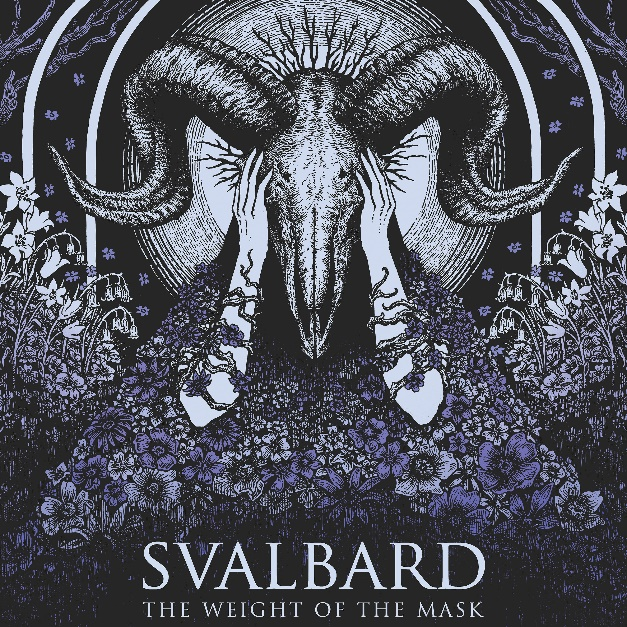 SVALBARD
THE WEIGHT OF THE MASK